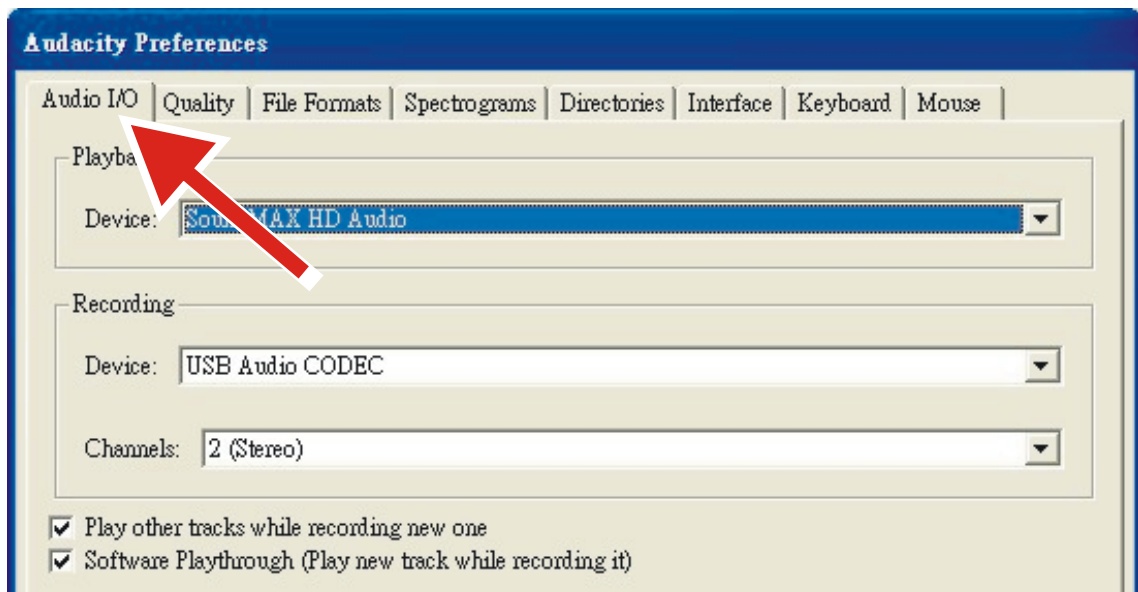 Audacity Preferences
Audio I/O Quality File Formats Spectrograms Directories Interface Keyboard Mouse
Device: HD Audio
Recording
Device: USB Audio CODEC
Channels: 2 (Stereo)
Play other tracks while recording new one
Software Playthrough (Play new track while recording it)